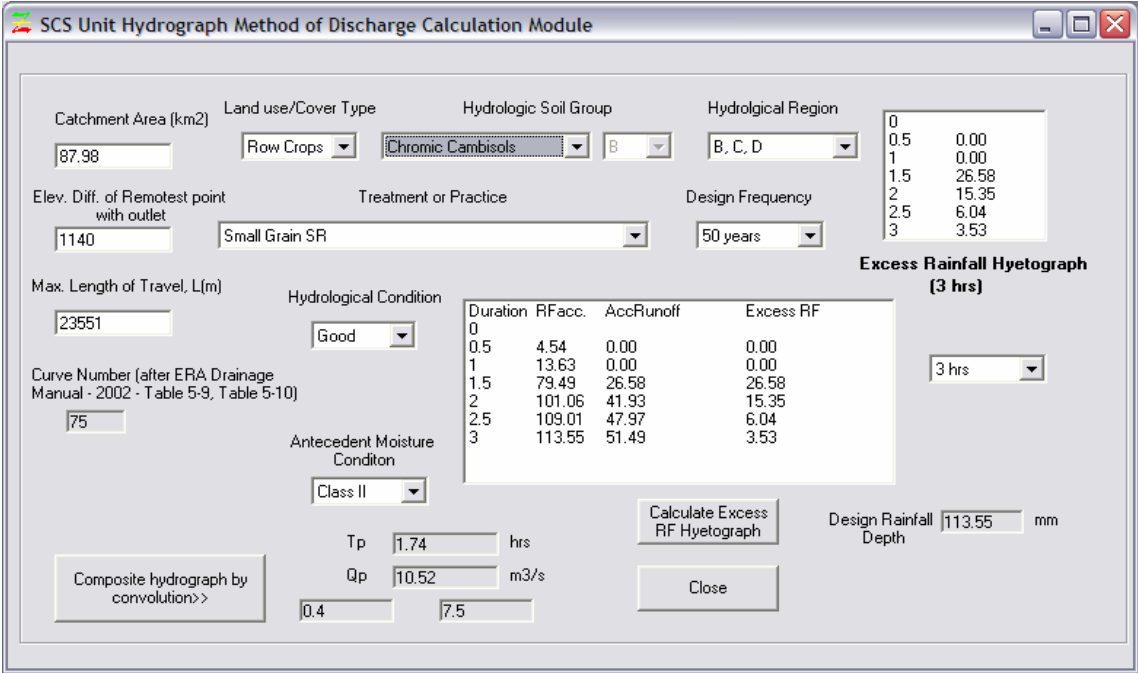 SCS Unit Hydrograph Method of Discharge Calculation Module
Catchment Area (km2)
87.98
Land use/Cover Type
Row Crops
Hydrologic Soil Group
Chromic Cambisols
B
Hydrolgical Region
B, C, D
0
0.5 0.00
1 0.00
1.5 26.58
2 15.35
2.5 6.04
3 3.53
Elev. Diff. of Remotest point
with outlet
1140
Treatment or Practice
Small Grain SR
Design Frequency
50 years
Excess Rainfall Hyetograph
(3 hrs)
Max. Length of Travel, L(m)
23551
Hydrological Condition
Good
Duration RFacc. AccRunoff Excess RF
0
0.5 4.54 0.00 0.00
1 13.63 0.00 0.00
1.5 79.49 26.58 26.58
2 101.06 41.93 15.35
2.5 109.01 47.97 6.04
3 113.55 51.49 3.53
3 hrs
Curve Number (after ERA Drainage
Manual - 2002 - Table 5-9, Table 5-10)
75
Antecedent Moisture
Conditon
Class II
Calculate Excess
RF Hyetograph
Design Rainfall
Depth
113.55 mm
Tp 1.74 hrs
Qp 10.52 m3/s
0.4 7.5
Composite hydrograph by
convolution>>
Close